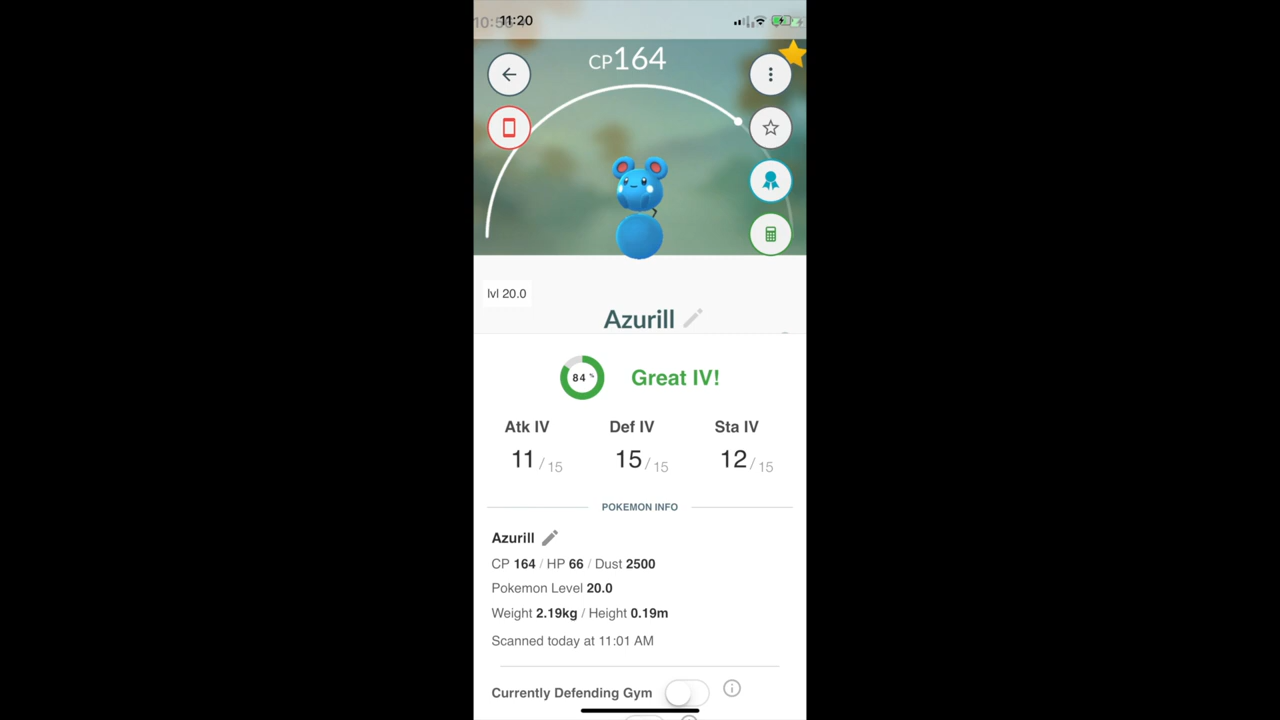 11:20
CP164
lvl 20.0
Azurill
84 % Great IV!
Atk IV Def IV Sta IV
11 / 15 15 / 15 12 / 15
POKEMON INFO
Azurill
CP 164 / HP 66 / Dust 2500
Pokemon Level 20.0
Weight 2.19kg / Height 0.19m
Scanned today at 11:01 AM
Currently Defending Gym